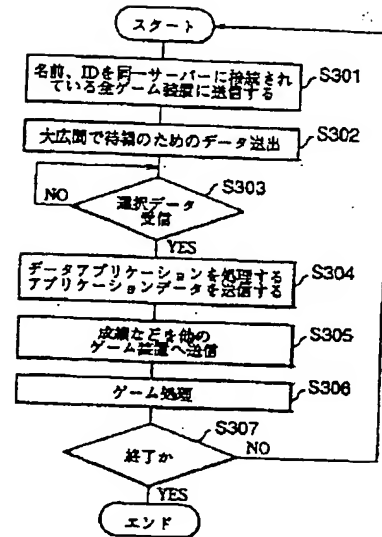 スタート
名前、IDを同一サーバーに接続され
ている全ゲーム装置に送信する
S301
大広間で待機のためのデータ送出
S302
S303
NO
選択データ
受信
YES
データアプリケーションを処理する
アプリケーションデータを送信する
S304
成績などを他の
ゲーム装置へ送信
S305
ゲーム処理
S306
S307
終了か
NO
YES
エンド